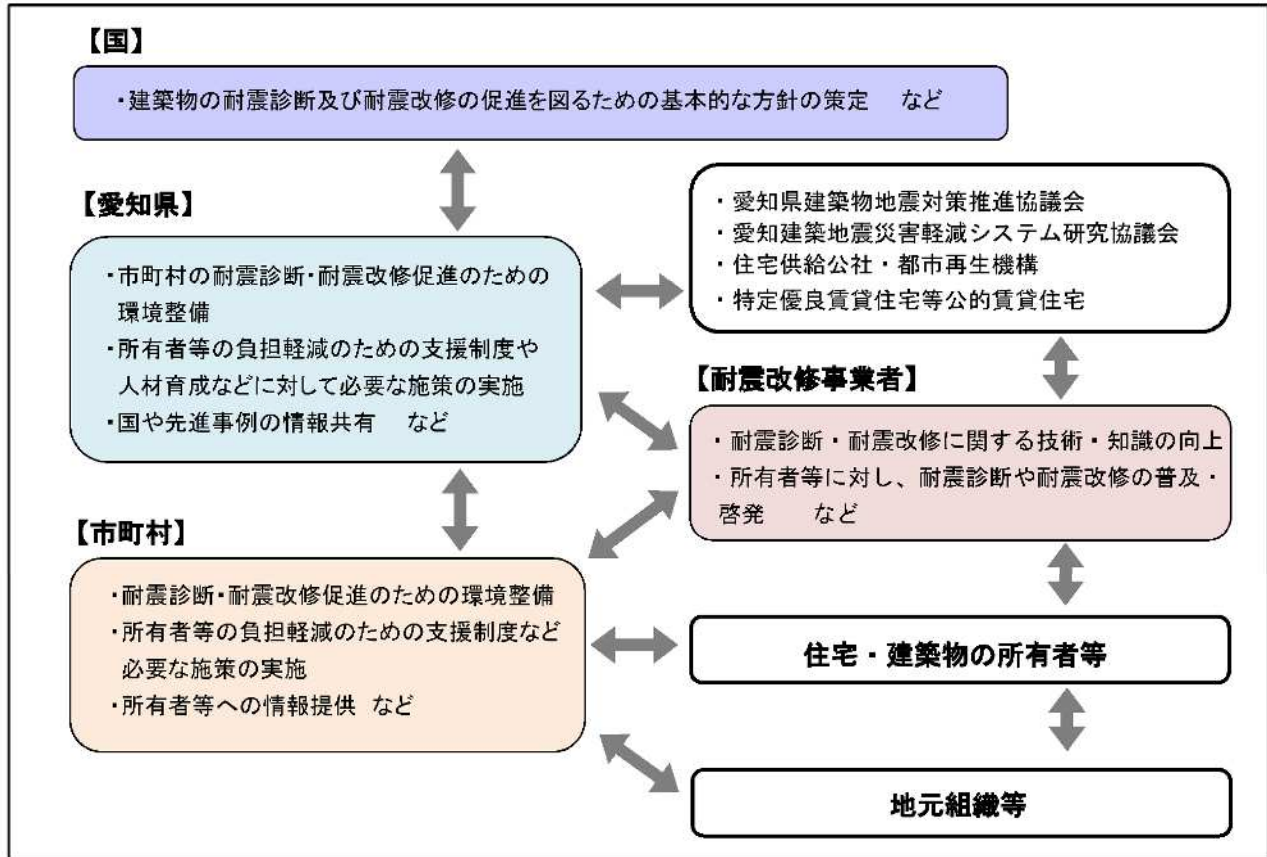 【国】
・建築物の耐震診断及び耐震改修の促進を図るための基本的な方針の策定　など
【愛知県】
・市町村の耐震診断・耐震改修促進のための
環境整備
・所有者等の負担軽減のための支援制度や
人材育成などに対して必要な施策の実施
・国や先進事例の情報共有　など
・愛知県建築物地震対策推進協議会
・愛知建築地震災害軽減システム研究協議会
・住宅供給公社・都市再生機構
・特定優良賃貸住宅等公的賃貸住宅
【耐震改修事業者】
・耐震診断・耐震改修に関する技術・知識の向上
・所有者等に対し、耐震診断や耐震改修の普及・
啓発　など
【市町村】
・耐震診断・耐震改修促進のための環境整備
・所有者等の負担軽減のための支援制度など
必要な施策の実施
・所有者等への情報提供　など
住宅・建築物の所有者等
地元組織等